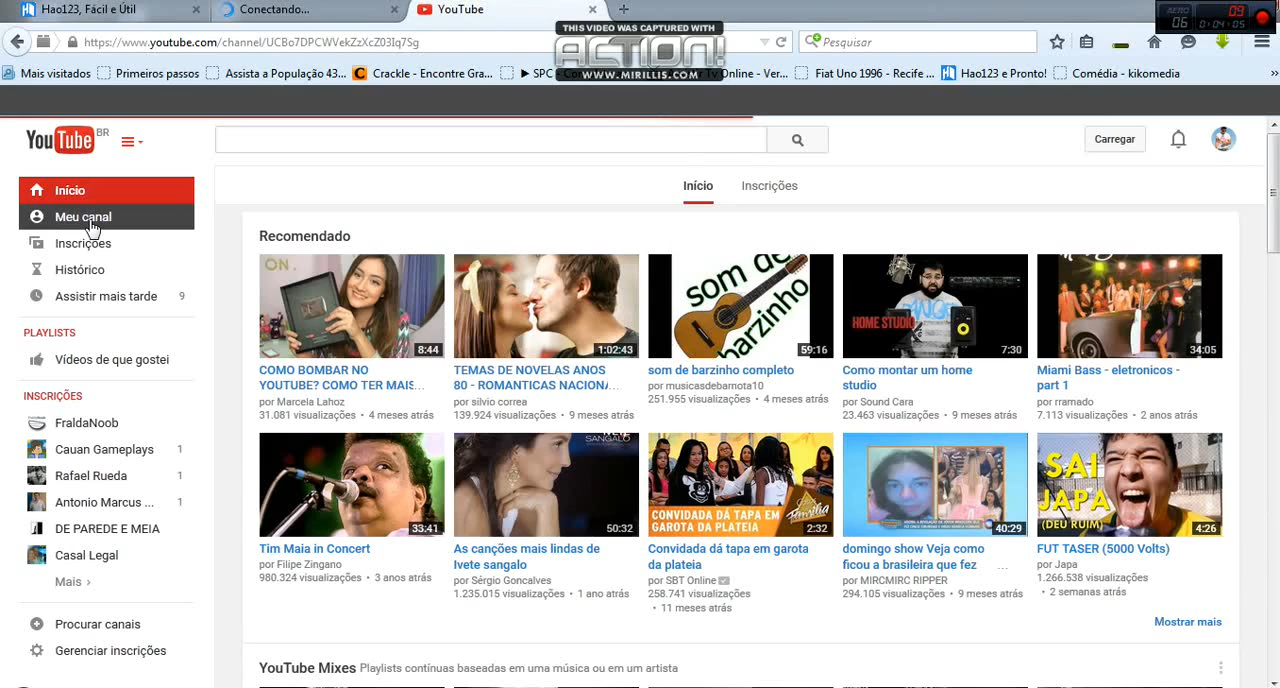 Hao123, Fácil e Útil
Conectando...
YouTube
THIS VIDEO WAS CAPTURED WITH
ACTION!
WWW.MIRILLIS.COM
AERO
06
09
0:04:05
https://www.youtube.com/channel/UCBo7DPCWVekZzXcZ03Iq7Sg
Pesquisar
Mais visitados
Primeiros passos
Assista a População 43...
Crackle - Encontre Gra...
SPC
Tv Online - Ver...
Fiat Uno 1996 - Recife ...
Hao123 e Pronto!
Comédia - kikomedia
YouTube BR
Carregar
Início
Meu canal
Inscrições
Histórico
Assistir mais tarde 9
PLAYLISTS
Vídeos de que gostei
INSCRIÇÕES
FraldaNoob
Cauan Gameplays 1
Rafael Rueda 1
Antonio Marcus ... 1
DE PAREDE E MEIA
Casal Legal
Mais ›
Procurar canais
Gerenciar inscrições
Início
Inscrições
Recomendado
ON.
8:44
COMO BOMBAR NO
YOUTUBE? COMO TER MAIS...
por Marcela Lahoz
31.081 visualizações • 4 meses atrás
1:02:43
TEMAS DE NOVELAS ANOS
80 - ROMANTICAS NACIONA...
por silvio correa
139.924 visualizações • 9 meses atrás
som de
barzinho
59:16
som de barzinho completo
por musicasdebarnota10
251.955 visualizações • 4 meses atrás
HOME STUDIO
7:30
Como montar um home
studio
por Sound Cara
23.463 visualizações • 9 meses atrás
34:05
Miami Bass - eletronicos -
part 1
por rramado
7.113 visualizações • 2 anos atrás
33:41
Tim Maia in Concert
por Filipe Zingano
980.324 visualizações • 3 anos atrás
SANGALO
50:32
As canções mais lindas de
Ivete sangalo
por Sérgio Goncalves
1.235.015 visualizações • 1 ano atrás
CONVIDADA DÁ TAPA EM
GAROTA DA PLATEIA
Família
2:32
Convidada dá tapa em garota
da plateia
por SBT Online
258.741 visualizações
• 11 meses atrás
40:29
domingo show Veja como
ficou a brasileira que fez ...
por MIRCMIRC RIPPER
294.105 visualizações • 9 meses atrás
SAI
JAPA
(DEU RUIM)
4:26
FUT TASER (5000 Volts)
por Japa
1.266.538 visualizações
• 2 semanas atrás
Mostrar mais
YouTube Mixes Playlists contínuas baseadas em uma música ou em um artista